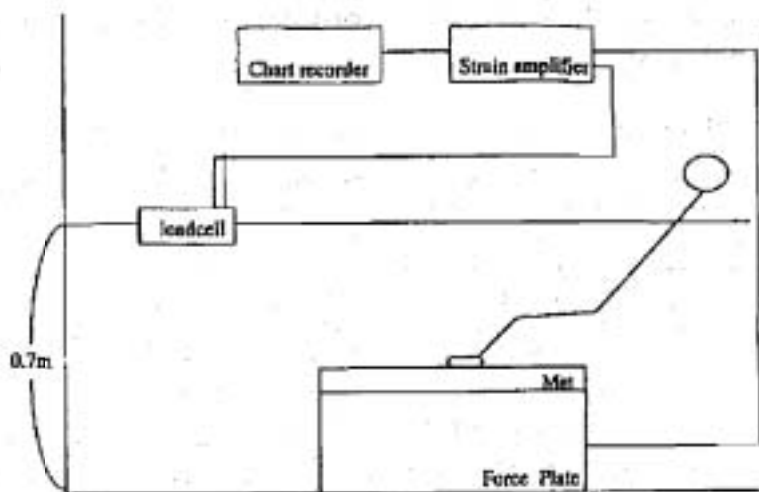 Chart recorder
Strain amplifier
loadcell
0.7m
Mat
Force Plate